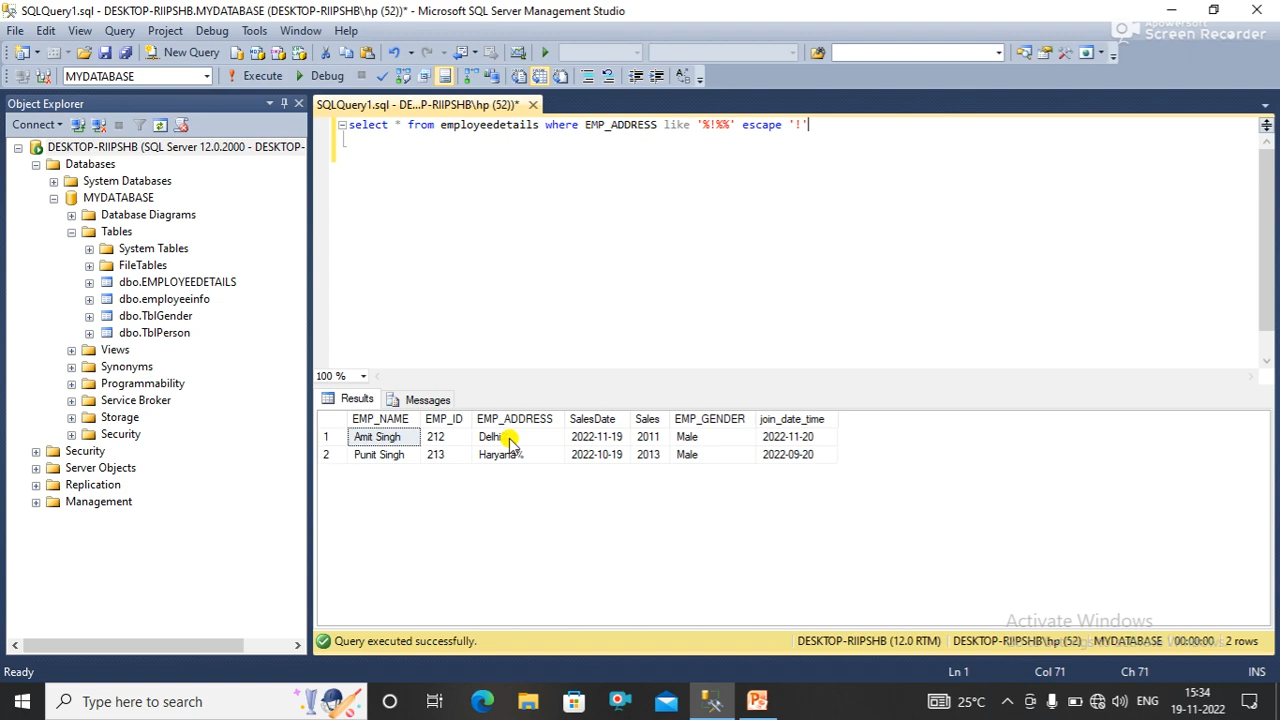 SQLQuery1.sql - DESKTOP-RIIPSHB.MYDATABASE (DESKTOP-RIIPSHB\hp (52))* - Microsoft SQL Server Management Studio
File Edit View Query Project Debug Tools Window Help
Apowersoft
Screen Recorder
New Query
MYDATABASE Execute Debug
Object Explorer
SQLQuery1.sql - DE...P-RIIPSHB\hp (52))*
Connect
select * from employeedetails where EMP_ADDRESS like '%!%%' escape '!'
DESKTOP-RIIPSHB (SQL Server 12.0.2000 - DESKTOP-
Databases
System Databases
MYDATABASE
Database Diagrams
Tables
System Tables
FileTables
dbo.EMPLOYEEDETAILS
dbo.employeeinfo
dbo.TblGender
dbo.TblPerson
Views
Synonyms
Programmability
Service Broker
Storage
Security
Security
Server Objects
Replication
Management
100 %
Results Messages
EMP_NAME EMP_ID EMP_ADDRESS SalesDate Sales EMP_GENDER join_date_time
1 Amit Singh 212 2022-11-19 2011 Male 2022-11-20
2 Punit Singh 213 Haryana% 2022-10-19 2013 Male 2022-09-20
Activate Windows
Query executed successfully. DESKTOP-RIIPSHB (12.0 RTM) DESKTOP-RIIPSHB\hp (52) MYDATABASE 00:00:00 2 rows
Ready Ln 1 Col 71 Ch 71 INS
Type here to search
25°C ENG 15:34
19-11-2022